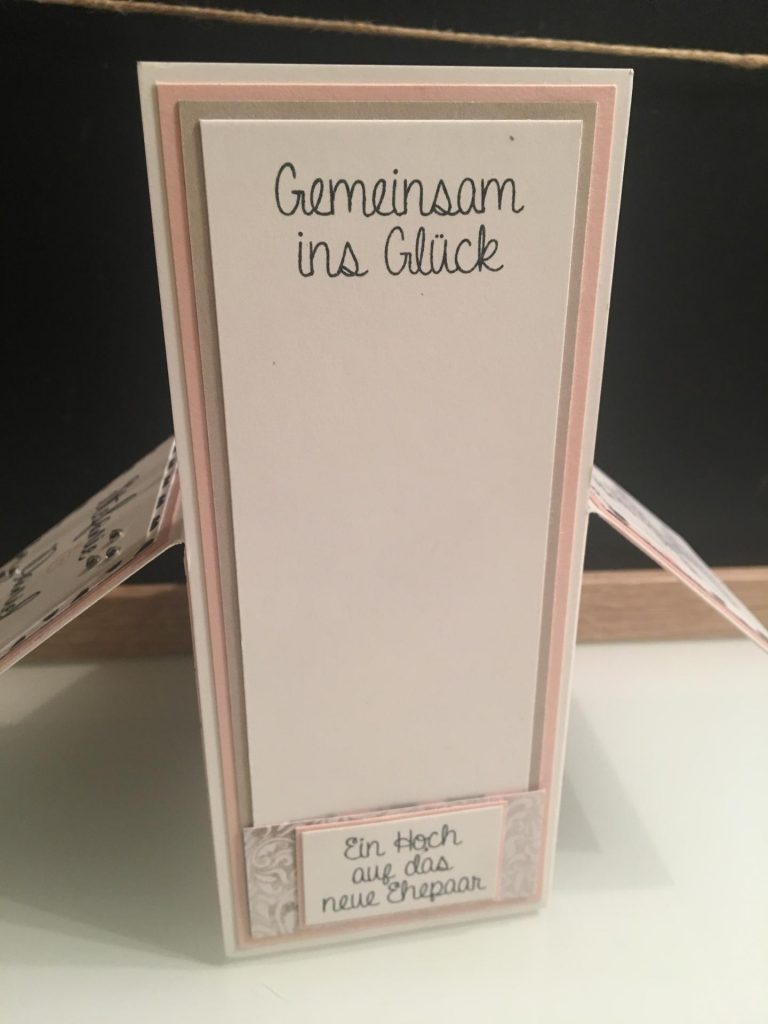 Gemeinsam
ins Glück
Ein Hoch
auf das
neue Ehepaar